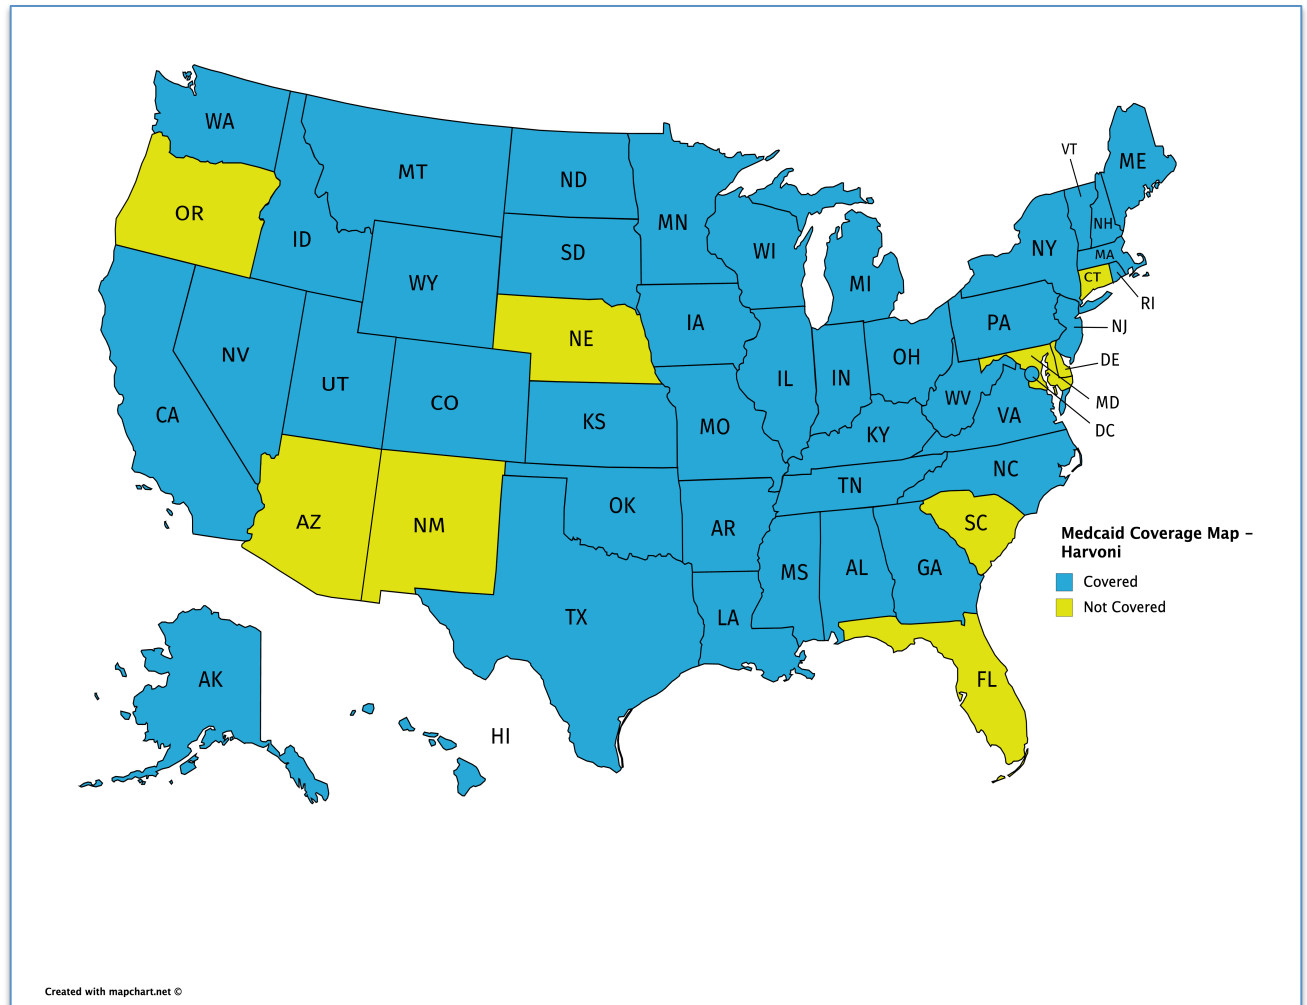 WA
VT
ME
MT
ND
OR
MN
NH
ID
SD
WI
NY
MA
WY
MI
CT
RI
NE
IA
PA
NJ
NV
OH
DE
UT
IL
IN
CO
WV
MD
CA
KS
MO
VA
DC
KY
NC
TN
OK
AZ
NM
AR
SC
Medcaid Coverage Map –
Harvoni
MS
AL
GA
Covered
Not Covered
TX
LA
AK
FL
HI
Created with mapchart.net ©